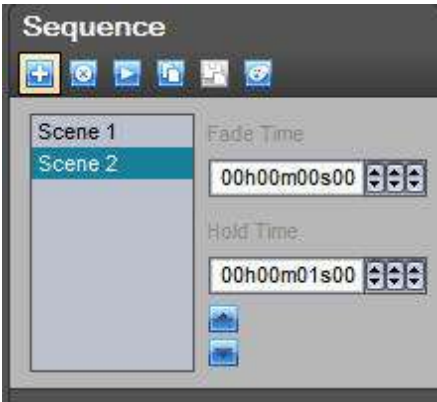 Sequence
Scene 1
Scene 2
Fade Time
00h00m00s00
Hold Time
00h00m01s00